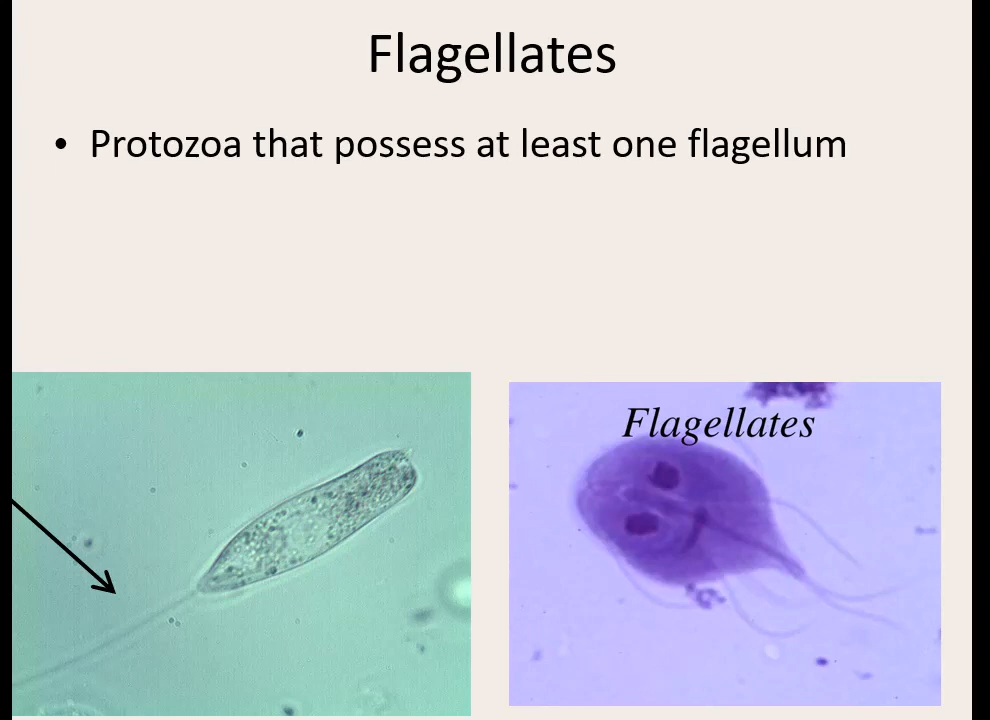 Flagellates
• Protozoa that possess at least one flagellum
Flagellates